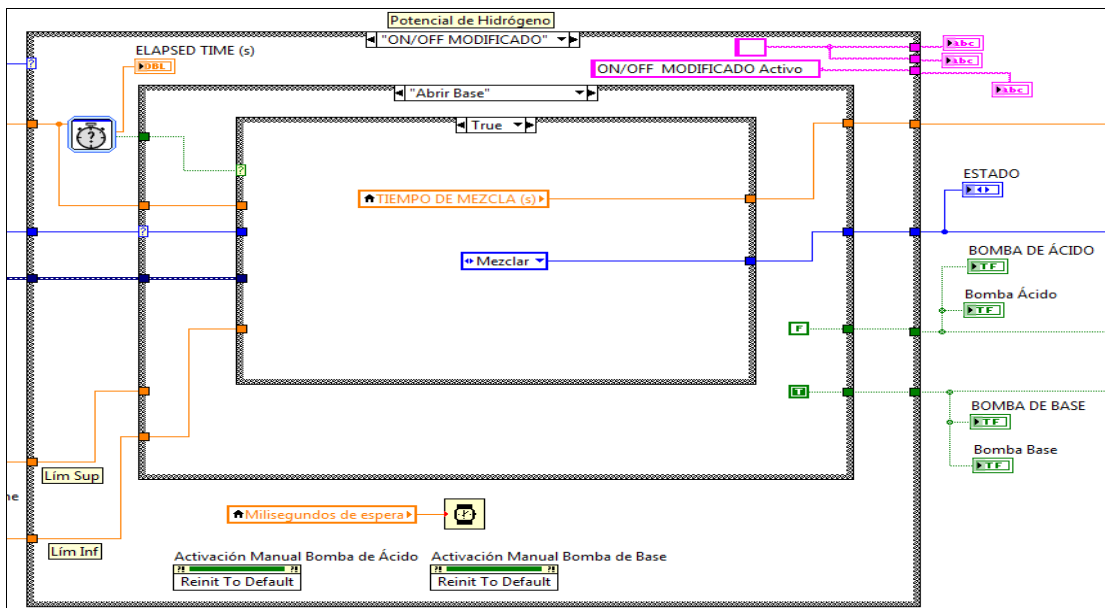 Potencial de Hidrógeno
"ON/OFF MODIFICADO"
ELAPSED TIME (s)
DBL
abc
abc
ON/OFF MODIFICADO Activo
abc
"Abrir Base"
True
?
?
?
TIEMPO DE MEZCLA (s)
ESTADO
?
Mezclar
BOMBA DE ÁCIDO
TF
Bomba Ácido
TF
F
T
BOMBA DE BASE
TF
Bomba Base
TF
Lím Sup
ne
Milisegundos de espera
Lím Inf
Activación Manual Bomba de Ácido
Activación Manual Bomba de Base
?! ?!
?! ?!
Reinit To Default
Reinit To Default